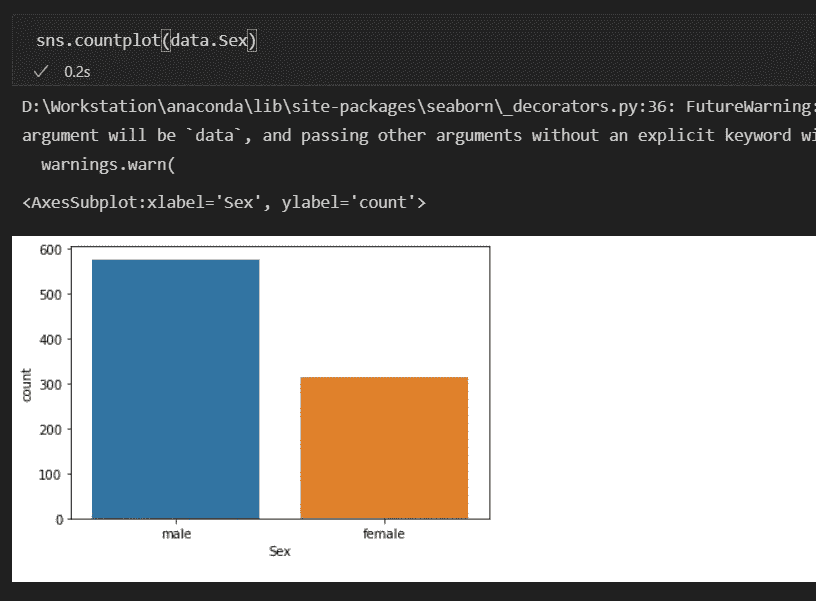 sns.countplot(data.Sex)
✓ 0.2s
D:\Workstation\anaconda\lib\site-packages\seaborn\_decorators.py:36: FutureWarning:
argument will be `data`, and passing other arguments without an explicit keyword wi
warnings.warn(
<AxesSubplot:xlabel='Sex', ylabel='count'>
600
500
400
300
200
100
0
count
male female
Sex